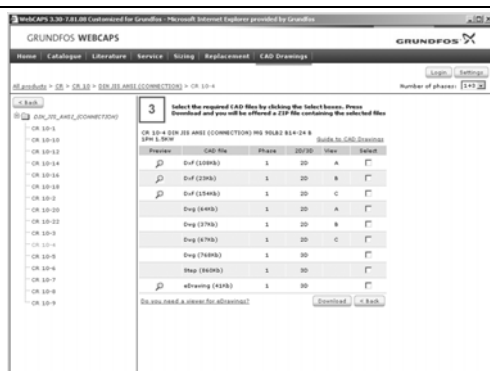 WebCAPS 3.30-7.01.08 Customized for Grundfos - Microsoft Internet Explorer provided by Grundfos
GRUNDFOS WEBCAPS
GRUNDFOS
Home Catalogue Literature Service Sizing Replacement CAD Drawings
Login Settings
All products > CR > CR 10 > DIN JIS ANSI (CONNECTION) > CR 10-4
Number of phases: 1+3
< Back
DIN_JIS_ANSI_(CONNECTION)
CR 10-1
CR 10-10
CR 10-12
CR 10-14
CR 10-16
CR 10-18
CR 10-2
CR 10-20
CR 10-22
CR 10-3
CR 10-4
CR 10-5
CR 10-6
CR 10-7
CR 10-8
CR 10-9
3
Select the required CAD files by clicking the Select boxes. Press
Download and you will be offered a ZIP file containing the selected files
CR 10-4 DIN JIS ANSI (CONNECTION) MG 90LB2 B14-24 B
1PH 1.5KW
Guide to CAD Drawings
Preview CAD file Phase 2D/3D View Select
Dxf (108Kb) 1 2D A
Dxf (25Kb) 1 2D B
Dxf (154Kb) 1 2D C
Dwg (64Kb) 1 2D A
Dwg (37Kb) 1 2D B
Dwg (67Kb) 1 2D C
Dwg (768Kb) 1 3D
Step (860Kb) 1 3D
eDrawing (41Kb) 1 3D
Do you need a viewer for eDrawings?
Download < Back